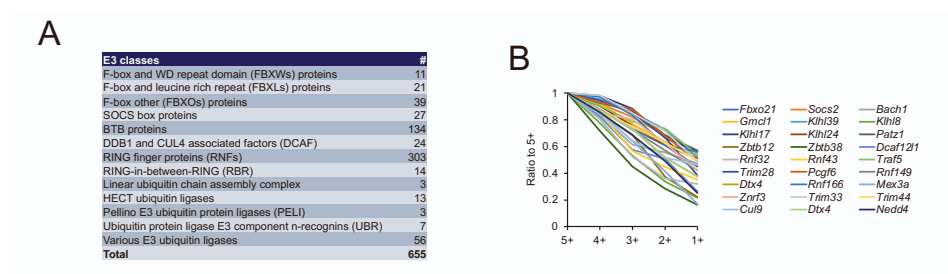 A
E3 classes #
F-box and WD repeat domain (FBXWs) proteins 11
F-box and leucine rich repeat (FBXLs) proteins 21
F-box other (FBXOs) proteins 39
SOCS box proteins 27
BTB proteins 134
DDB1 and CUL4 associated factors (DCAF) 24
RING finger proteins (RNFs) 303
RING-in-between-RING (RBR) 14
Linear ubiquitin chain assembly complex 3
HECT ubiquitin ligases 13
Pellino E3 ubiquitin protein ligases (PELI) 3
Ubiquitin protein ligase E3 component n-recognins (UBR) 7
Various E3 ubiquitin ligases 56
Total 655
B
Ratio to 5+
1
0.8
0.6
0.4
0.2
0
5+ 4+ 3+ 2+ 1+
Fbxo21 Socs2 Bach1
Gmcl1 Klhl39 Klhl8
Klhl17 Klhl24 Patz1
Zbtb12 Zbtb38 Dcaf12l1
Rnf32 Rnf43 Traf5
Trim28 Pcgf6 Rnf149
Dtx4 Rnf166 Mex3a
Znrf3 Trim33 Trim44
Cul9 Dtx4 Nedd4